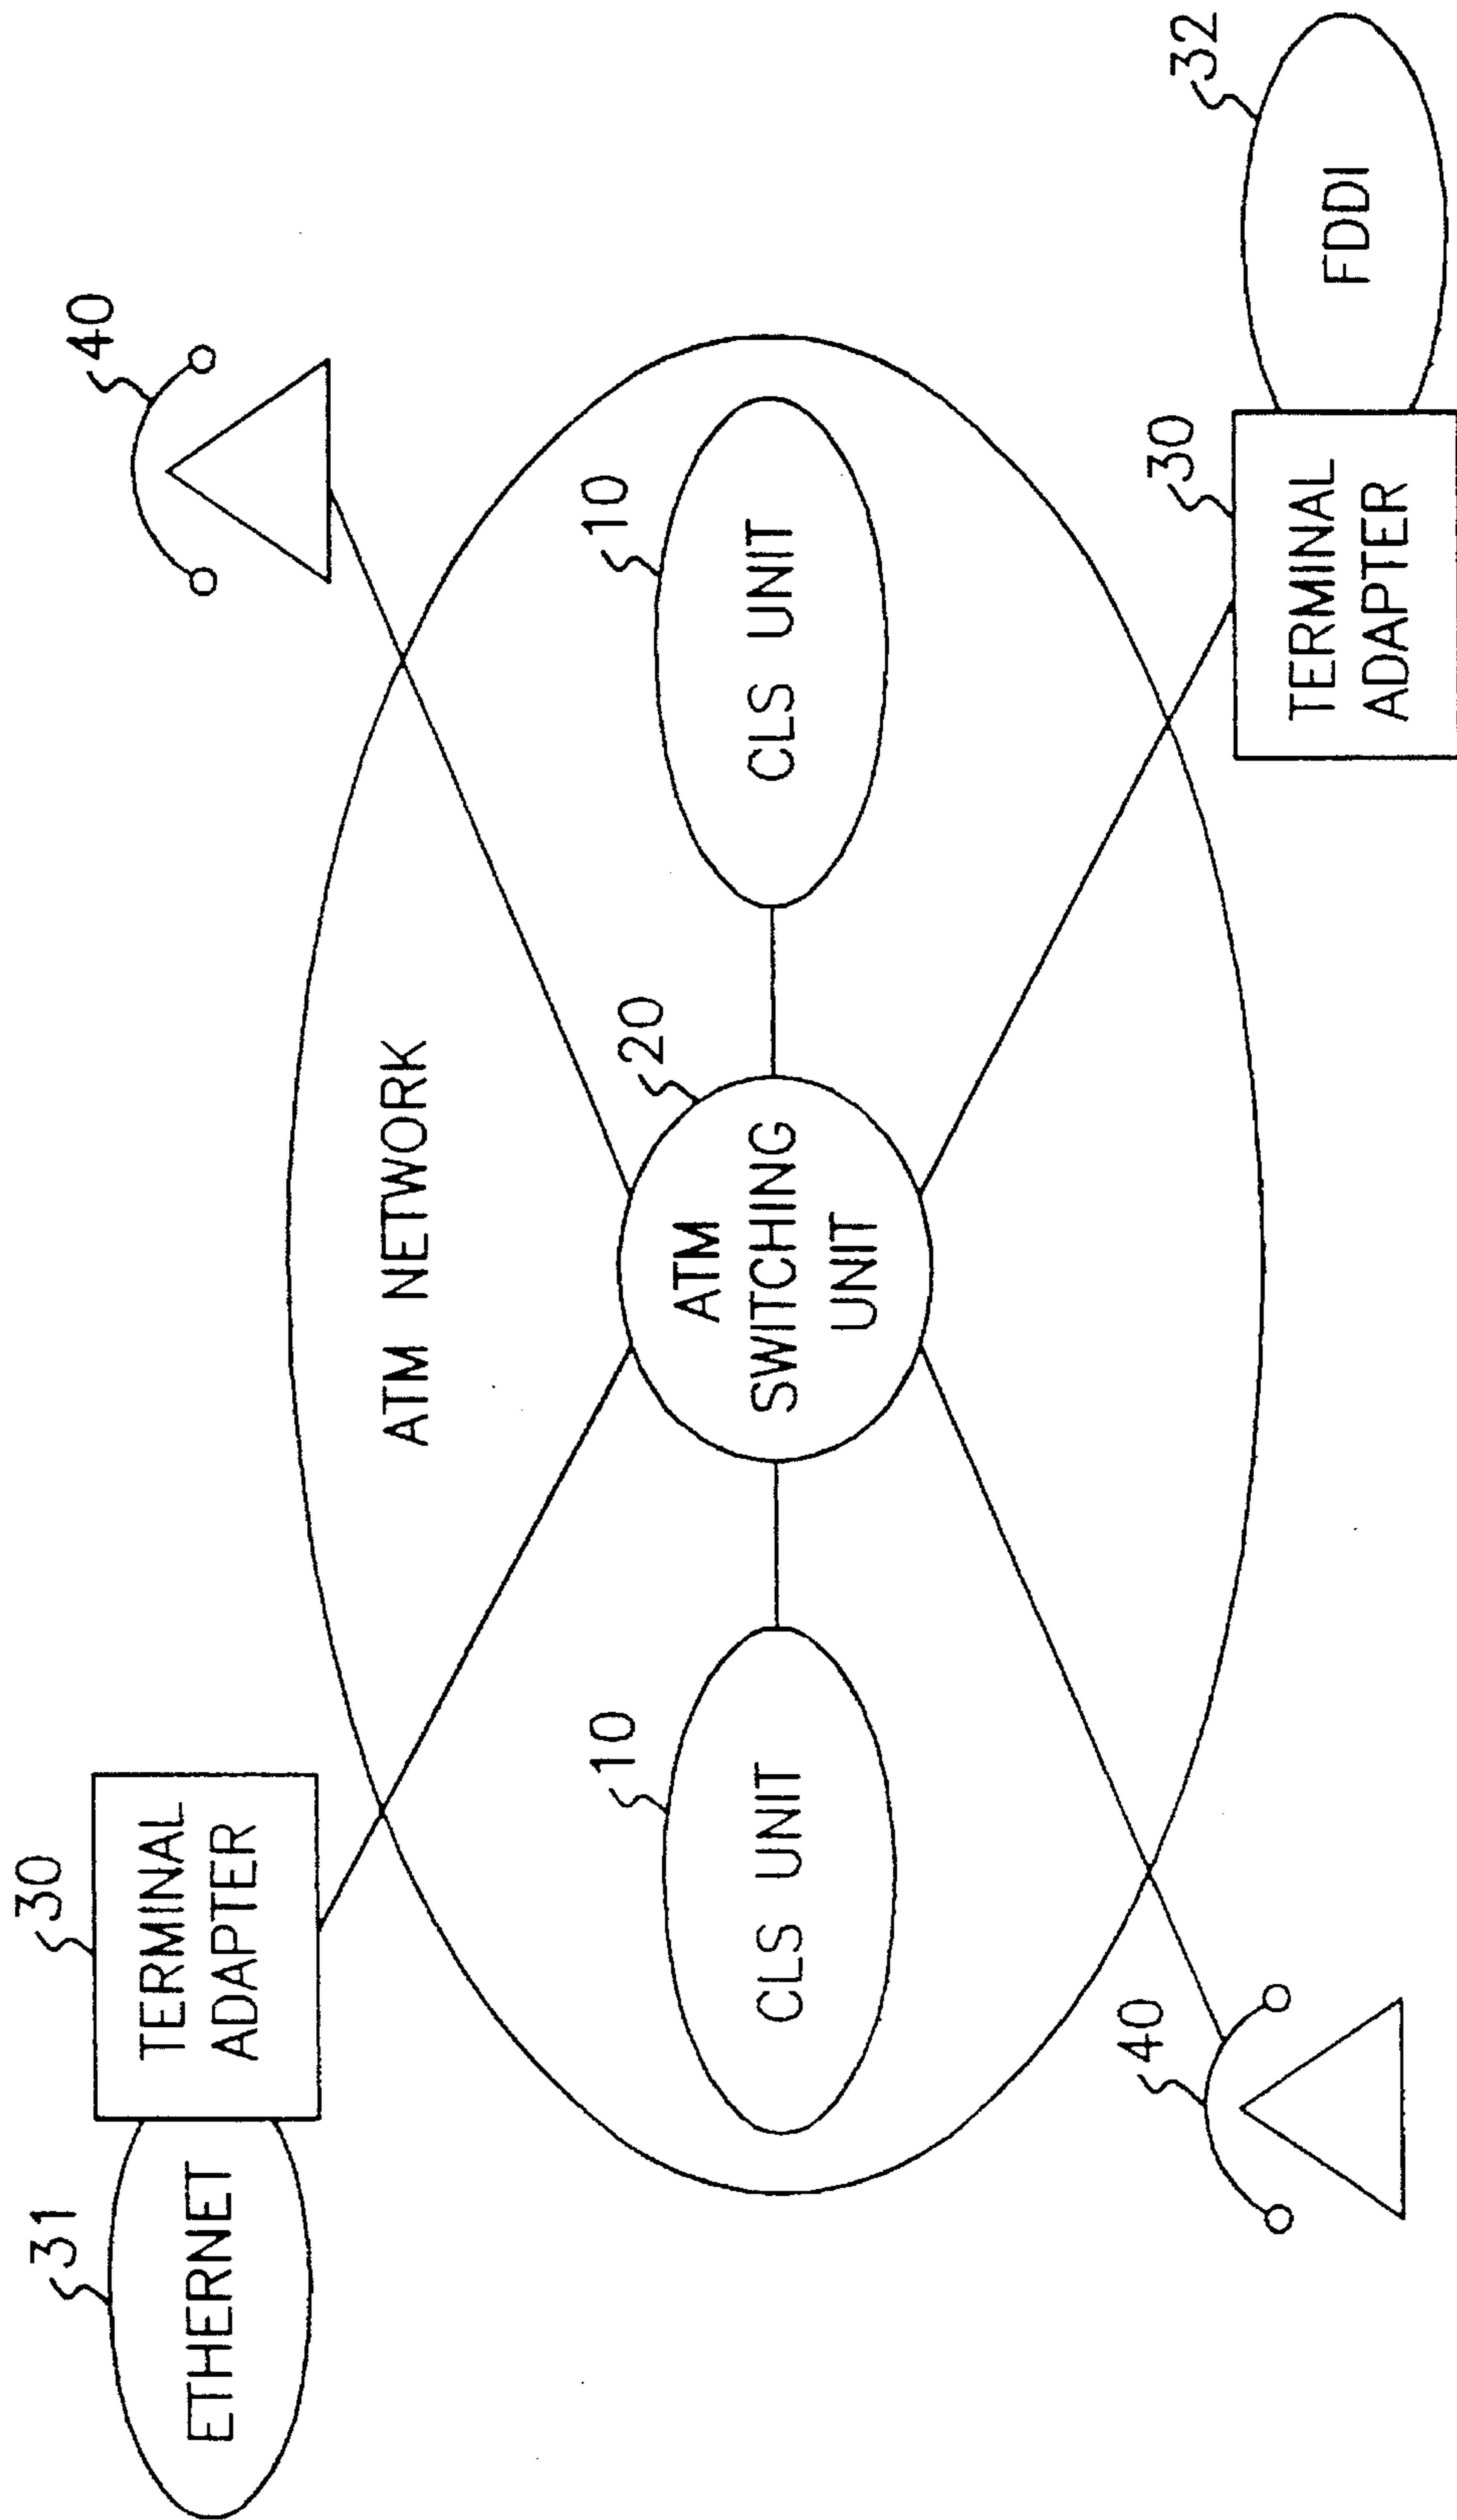 31
ETHERNET
30
TERMINAL
ADAPTER
40
ATM NETWORK
10
CLS UNIT
20
ATM
SWITCHING
UNIT
10
CLS UNIT
40
30
TERMINAL
ADAPTER
32
FDDI